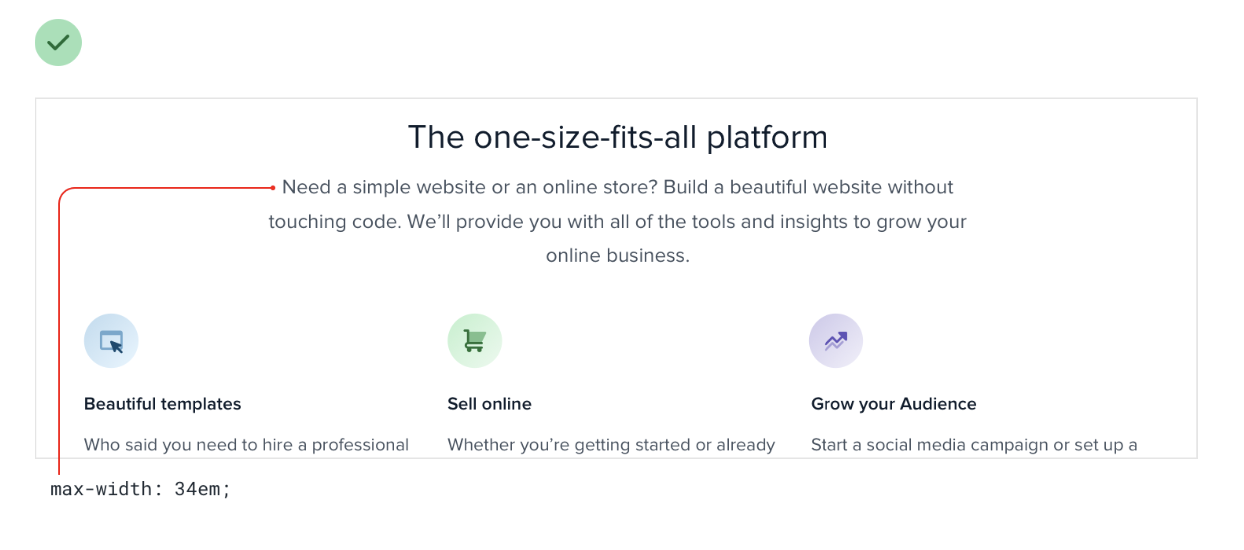 The one-size-fits-all platform
Need a simple website or an online store? Build a beautiful website without
touching code. We’ll provide you with all of the tools and insights to grow your
online business.
Beautiful templates
Sell online
Grow your Audience
Who said you need to hire a professional
Whether you’re getting started or already
Start a social media campaign or set up a
max-width: 34em;